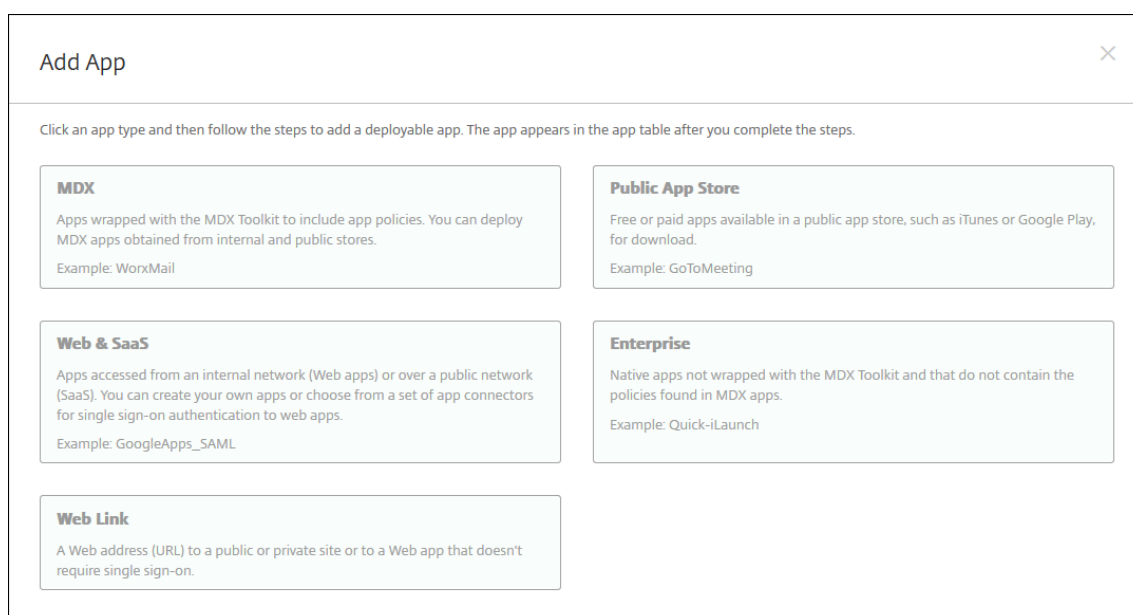 Add App
Click an app type and then follow the steps to add a deployable app. The app appears in the app table after you complete the steps.
MDX
Apps wrapped with the MDX Toolkit to include app policies. You can deploy
MDX apps obtained from internal and public stores.
Example: WorxMail
Public App Store
Free or paid apps available in a public app store, such as iTunes or Google Play,
for download.
Example: GoToMeeting
Web & SaaS
Apps accessed from an internal network (Web apps) or over a public network
(SaaS). You can create your own apps or choose from a set of app connectors
for single sign-on authentication to web apps.
Example: GoogleApps_SAML
Enterprise
Native apps not wrapped with the MDX Toolkit and that do not contain the
policies found in MDX apps.
Example: Quick-iLaunch
Web Link
A Web address (URL) to a public or private site or to a Web app that doesn't
require single sign-on.